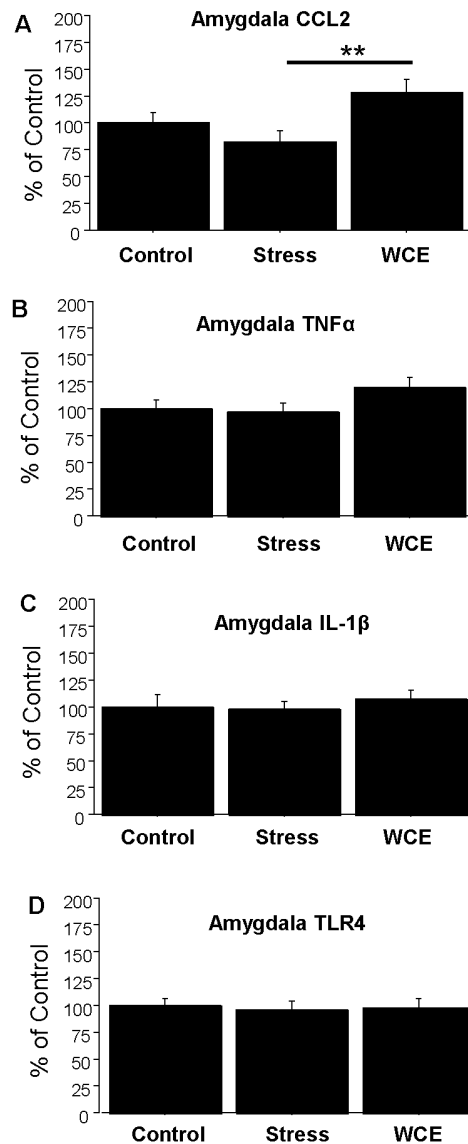 A
Amygdala CCL2
**
% of Control
200
175
150
125
100
75
50
25
0
Control Stress WCE
B
Amygdala TNFα
% of Control
200
175
150
125
100
75
50
25
0
Control Stress WCE
C
Amygdala IL-1β
% of Control
200
175
150
125
100
75
50
25
0
Control Stress WCE
D
Amygdala TLR4
% of Control
200
175
150
125
100
75
50
25
0
Control Stress WCE